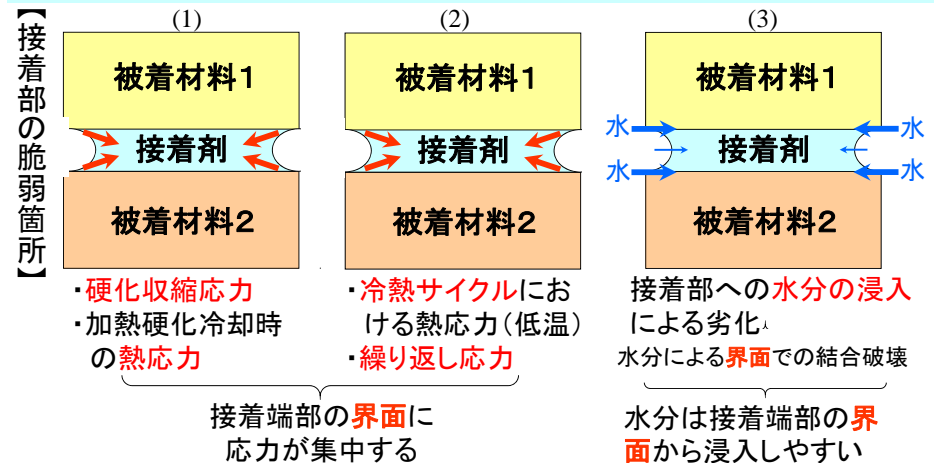 【接着部の脆弱箇所】
(1)
被着材料1
接着剤
被着材料2
・硬化収縮応力
・加熱硬化冷却時
の熱応力
(2)
被着材料1
接着剤
被着材料2
・冷熱サイクルにお
ける熱応力(低温)
・繰り返し応力
接着端部の界面に
応力が集中する
(3)
被着材料1
水 水
接着剤
水 水
被着材料2
接着部への水分の浸入
による劣化
水分による界面での結合破壊
水分は接着端部の界
面から浸入しやすい